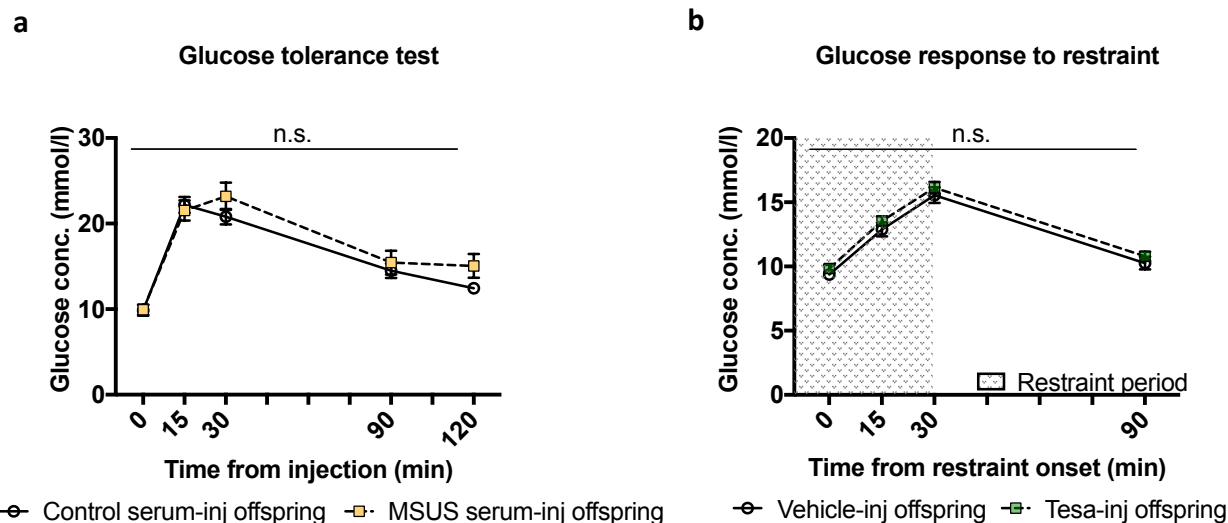 a
Glucose tolerance test
Glucose conc. (mmol/l)
30
20
10
0
n.s.
0
15
30
90
120
Time from injection (min)
Control serum-inj offspring
MSUS serum-inj offspring
b
Glucose response to restraint
Glucose conc. (mmol/l)
20
15
10
5
0
n.s.
Restraint period
0
15
30
90
Time from restraint onset (min)
Vehicle-inj offspring
Tesa-inj offspring